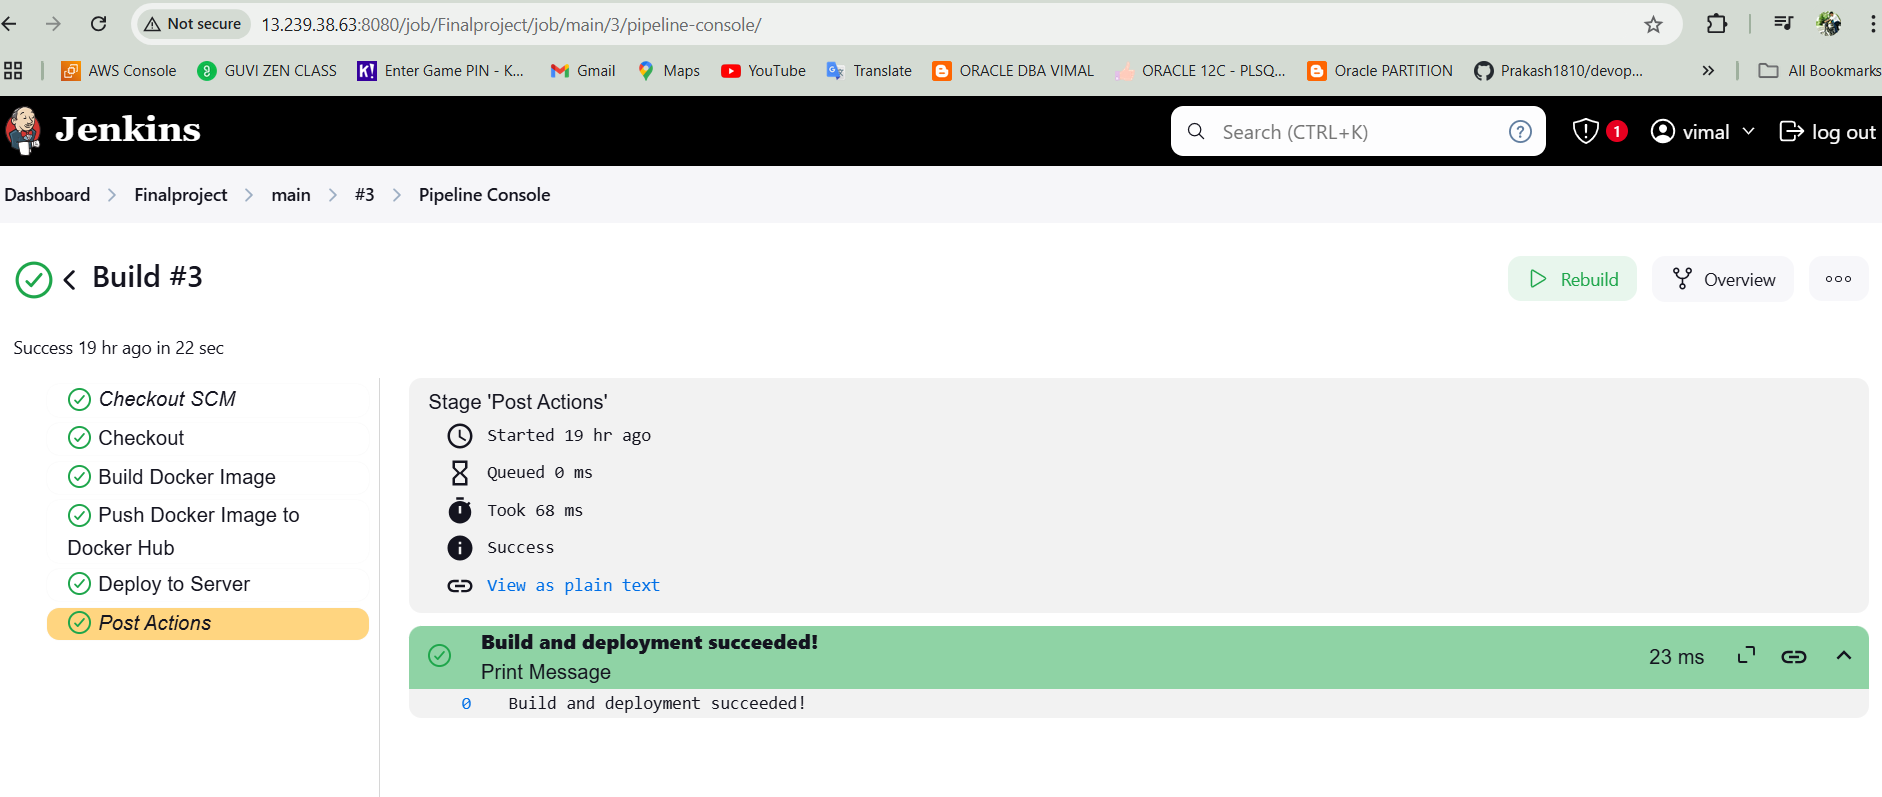 Not secure 13.239.38.63:8080/job/Finalproject/job/main/3/pipeline-console/
AWS Console GUVI ZEN CLASS K! Enter Game PIN - K... Gmail Maps YouTube Translate ORACLE DBA VIMAL ORACLE 12C - PLSQ... Oracle PARTITION Prakash1810/devop... » All Bookmarks
Jenkins Search (CTRL+K) ? 1 vimal log out
Dashboard Finalproject main #3 Pipeline Console
Build #3 Rebuild Overview
Success 19 hr ago in 22 sec
Checkout SCM
Checkout
Build Docker Image
Push Docker Image to
Docker Hub
Deploy to Server
Post Actions
Stage 'Post Actions'
Started 19 hr ago
Queued 0 ms
Took 68 ms
Success
View as plain text
Build and deployment succeeded!
Print Message 23 ms
0 Build and deployment succeeded!